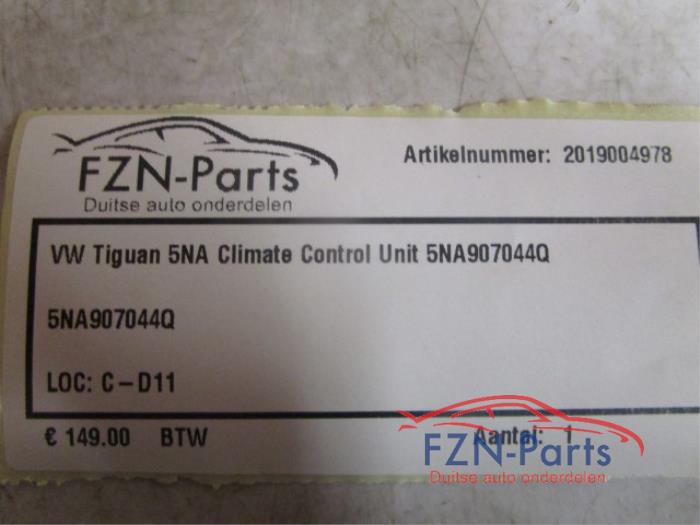 FZN-Parts
Duitse auto onderdelen
Artikelnummer: 2019004978
VW Tiguan 5NA Climate Control Unit 5NA907044Q
5NA907044Q
LOC: C-D11
€ 149.00 BTW
Aantal: 1
FZN-Parts
Duitse auto onderdelen